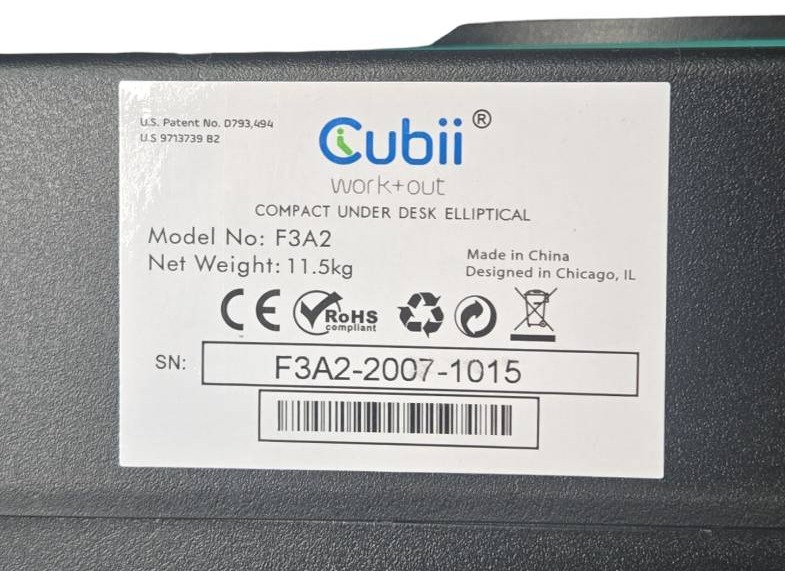 U.S. Patent No. D793,494
U.S 9713739 B2
Cubii®
work+out
COMPACT UNDER DESK ELLIPTICAL
Model No: F3A2
Net Weight: 11.5kg
Made in China
Designed in Chicago, IL
CE RoHS
compliant
SN: F3A2-2007-1015